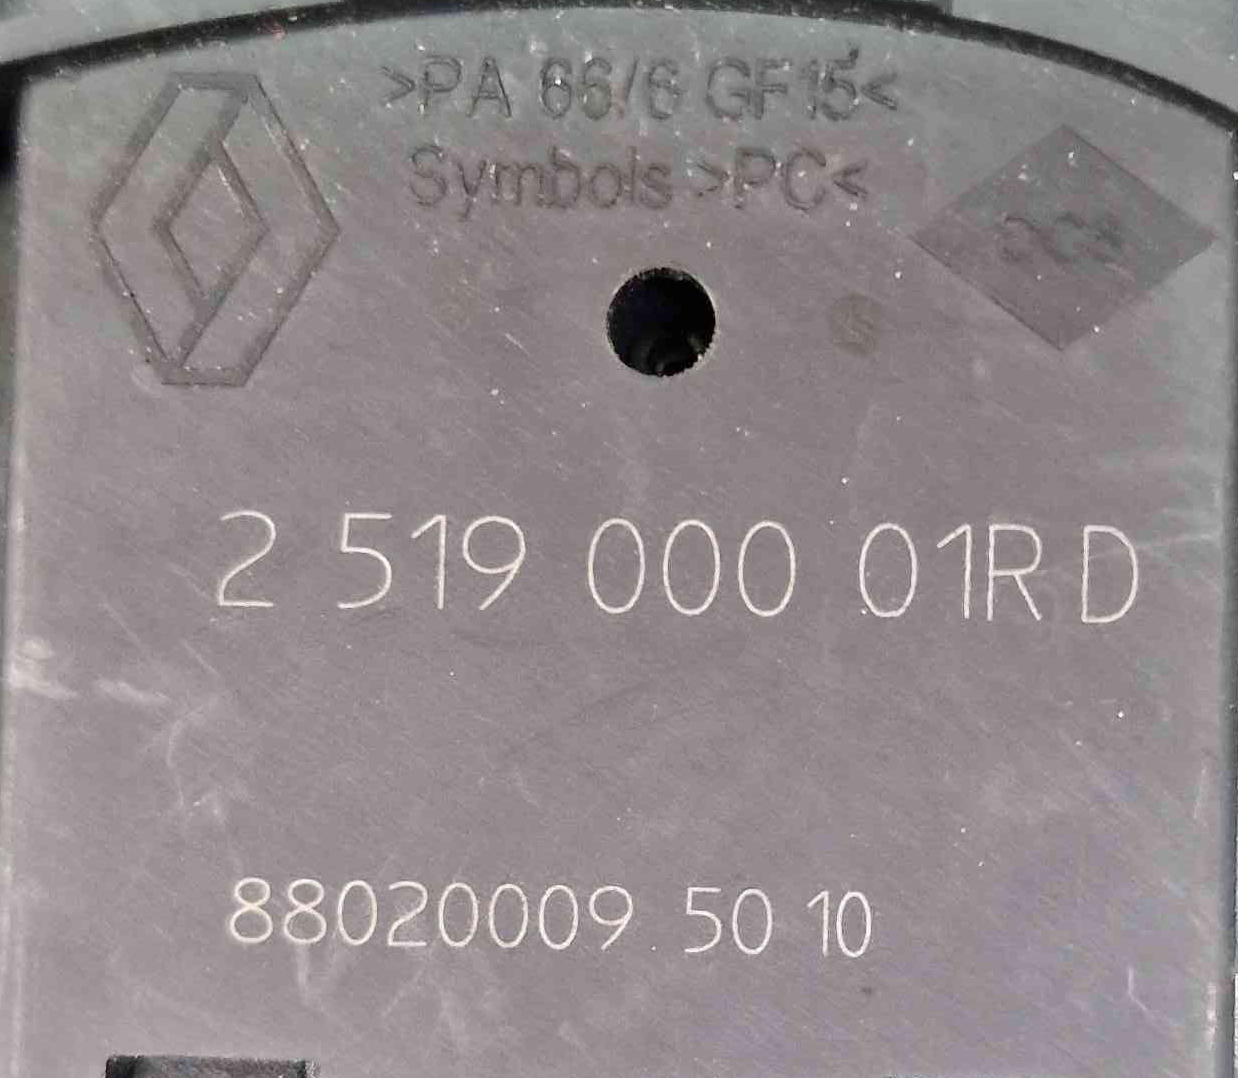 >PA 66/6 GF15<
Symbols >PC<
2 519 000 01R D
88020009 50 10